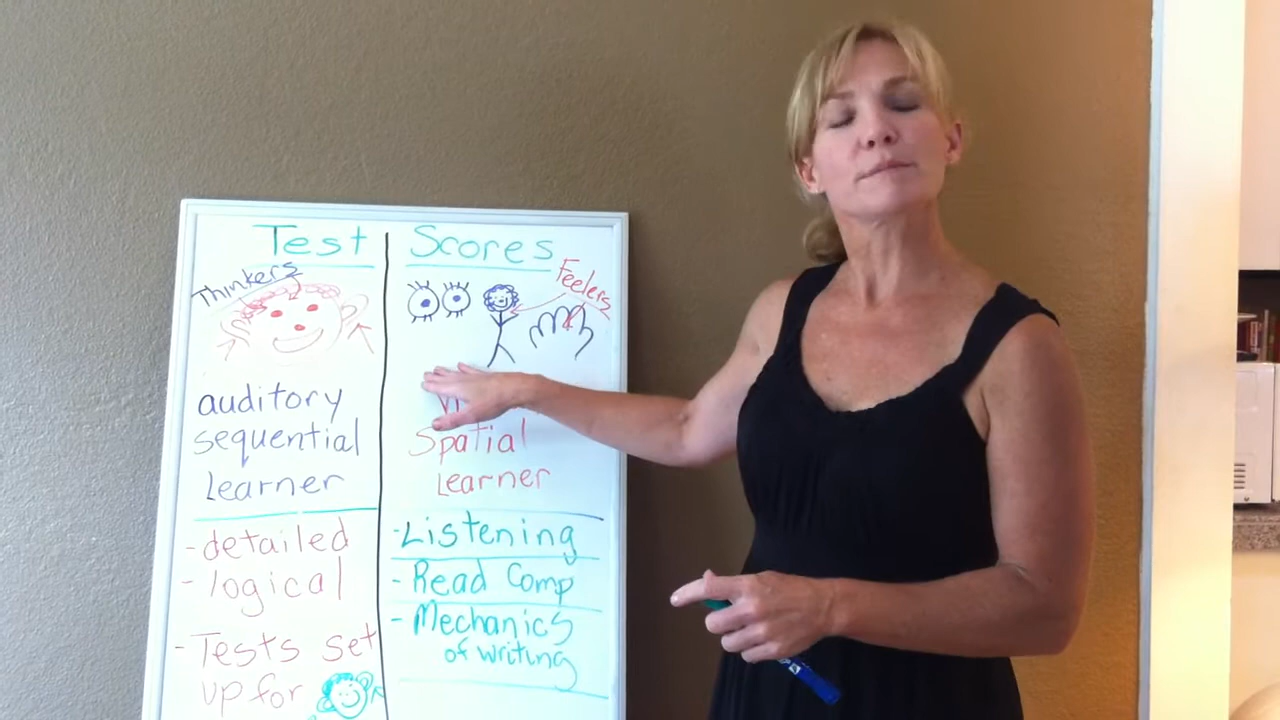 Test
Thinkers
auditory
sequential
Learner
-detailed
-logical
-Tests set
up for
Scores
Feelers
Spatial
Learner
-Listening
-Read Comp
-Mechanics
of writing